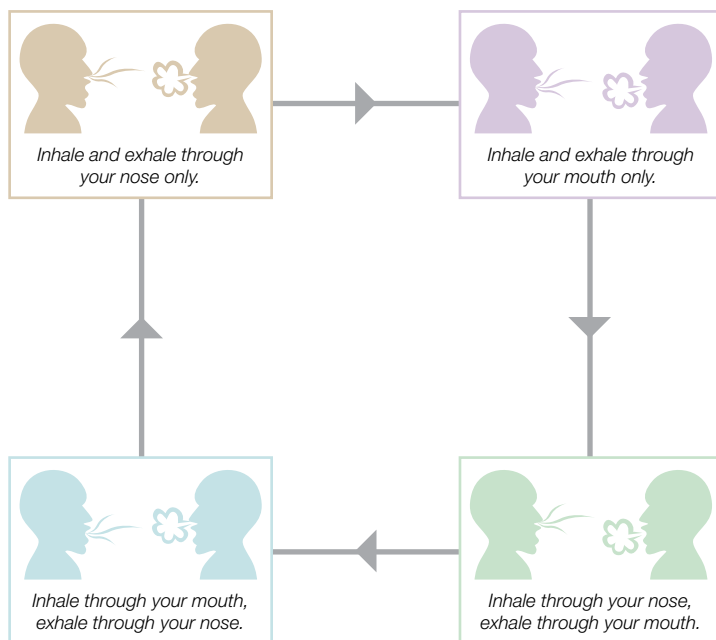 Inhale and exhale through
your nose only.
Inhale and exhale through
your mouth only.
Inhale through your mouth,
exhale through your nose.
Inhale through your nose,
exhale through your mouth.